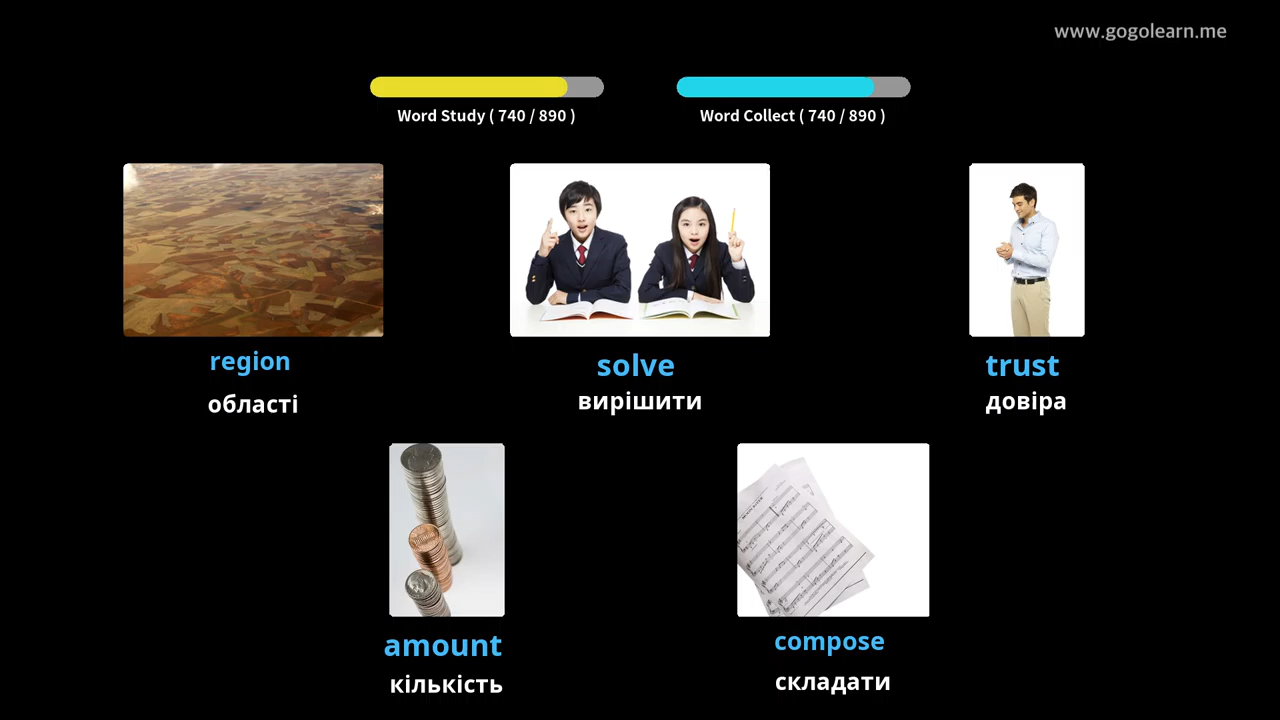 www.gogolearn.me
Word Study ( 740 / 890 )
Word Collect ( 740 / 890 )
region
області
solve
вирішити
trust
довіра
amount
кількість
compose
складати